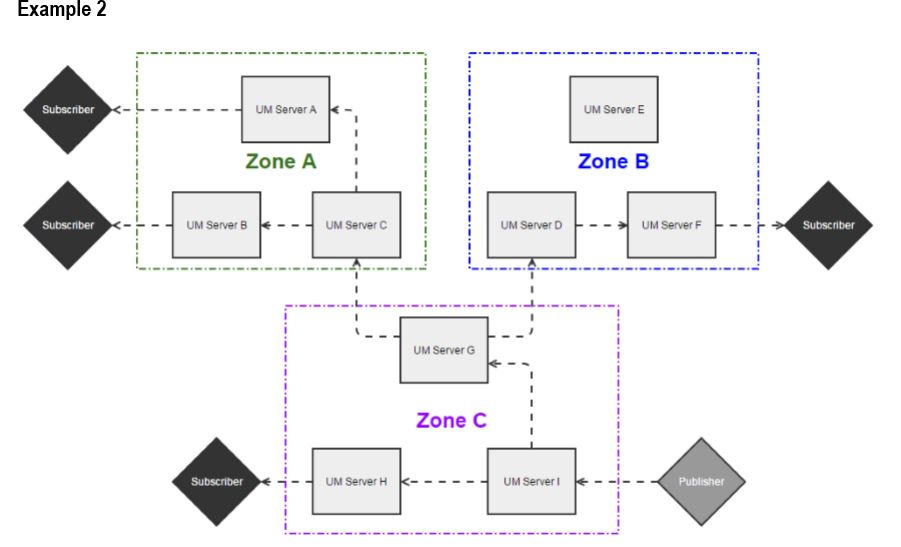 Example 2
Subscriber
UM Server A
UM Server E
Zone A
Zone B
Subscriber
UM Server B
UM Server C
UM Server D
UM Server F
Subscriber
UM Server G
Zone C
Subscriber
UM Server H
UM Server I
Publisher